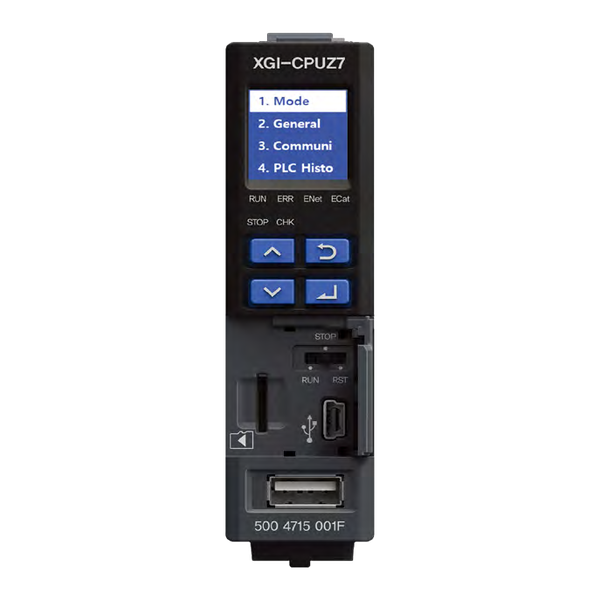 XGI-CPUZ7
1. Mode
2. General
3. Communi
4. PLC Histo
RUN ERR ENet ECat
STOP CHK
STOP
RUN RST
500 4715 001F